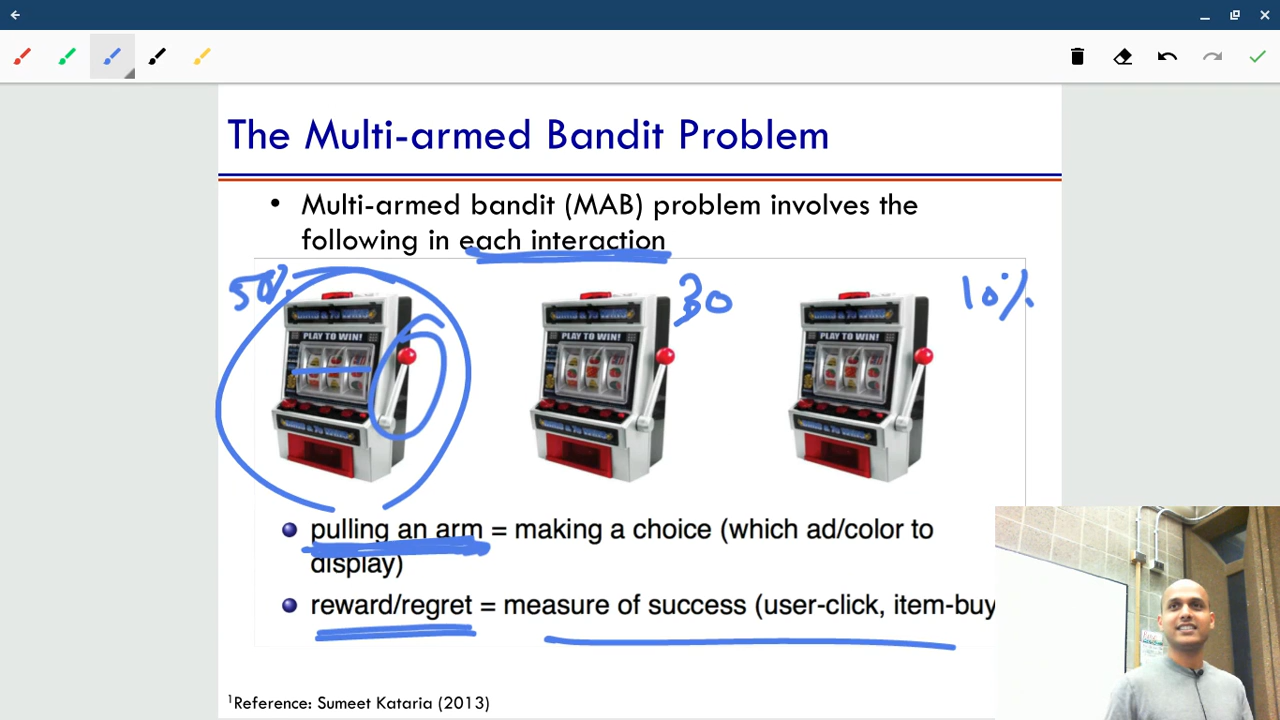 The Multi-armed Bandit Problem
• Multi-armed bandit (MAB) problem involves the
following in each interaction
50% 30 10%
PLAY TO WIN! PLAY TO WIN! PLAY TO WIN!
pulling an arm = making a choice (which ad/color to
display)
reward/regret = measure of success (user-click, item-buy
1Reference: Sumeet Kataria (2013)